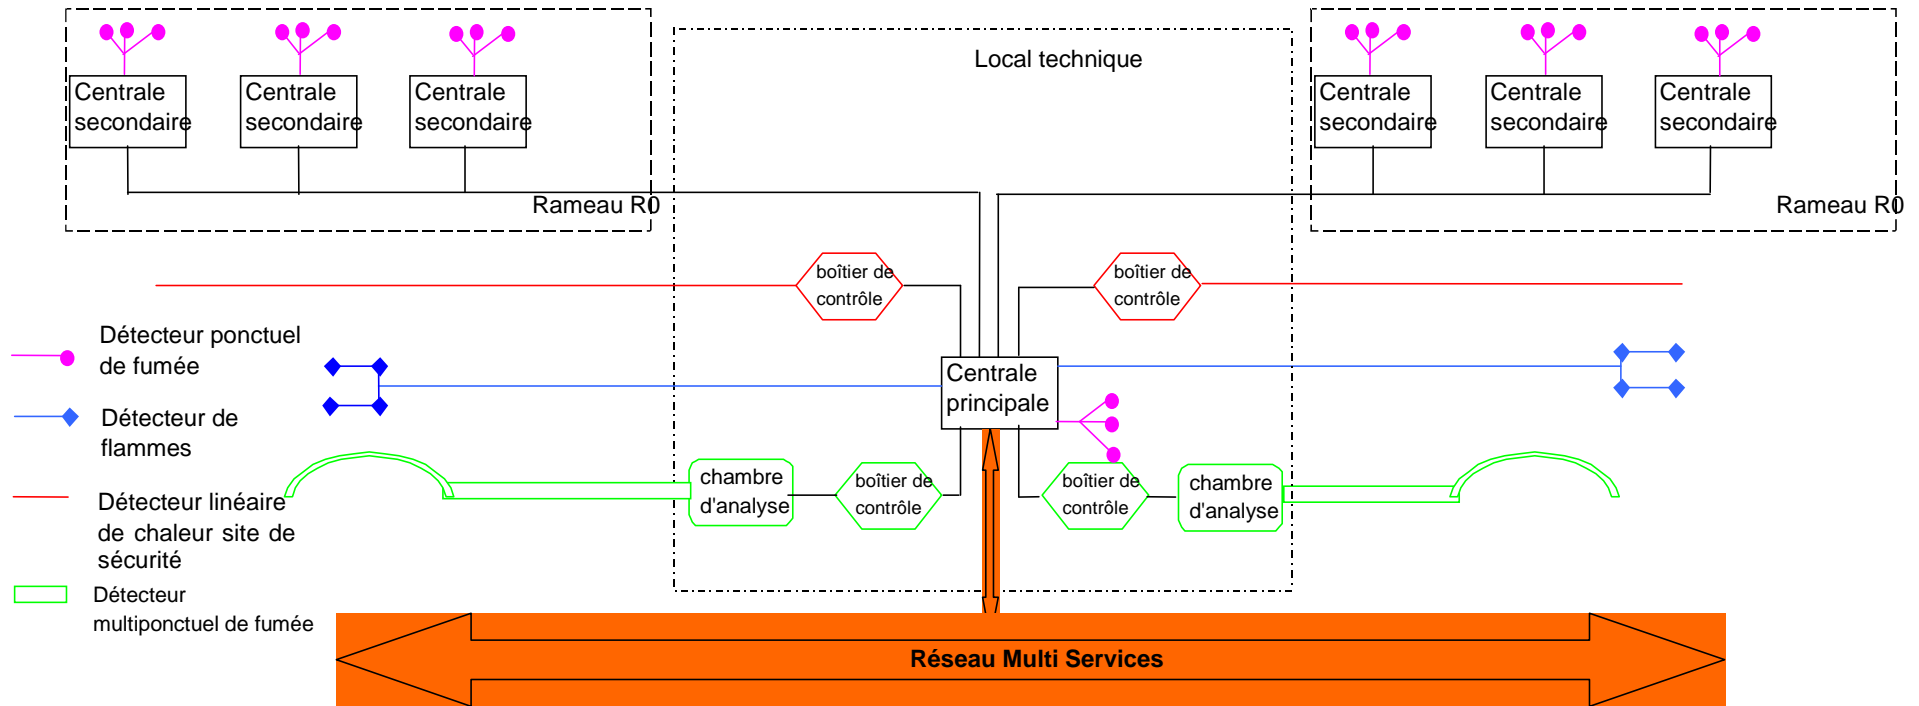 Local technique
Centrale
secondaire
Centrale
secondaire
Centrale
secondaire
Centrale
secondaire
Centrale
secondaire
Centrale
secondaire
Rameau R0
Rameau R0
boîtier de
contrôle
boîtier de
contrôle
Détecteur ponctuel
de fumée
Centrale
principale
Détecteur de
flammes
chambre
d'analyse
boîtier de
contrôle
boîtier de
contrôle
chambre
d'analyse
Détecteur linéaire
de chaleur site de
sécurité
Détecteur
multiponctuel de fumée
Réseau Multi Services